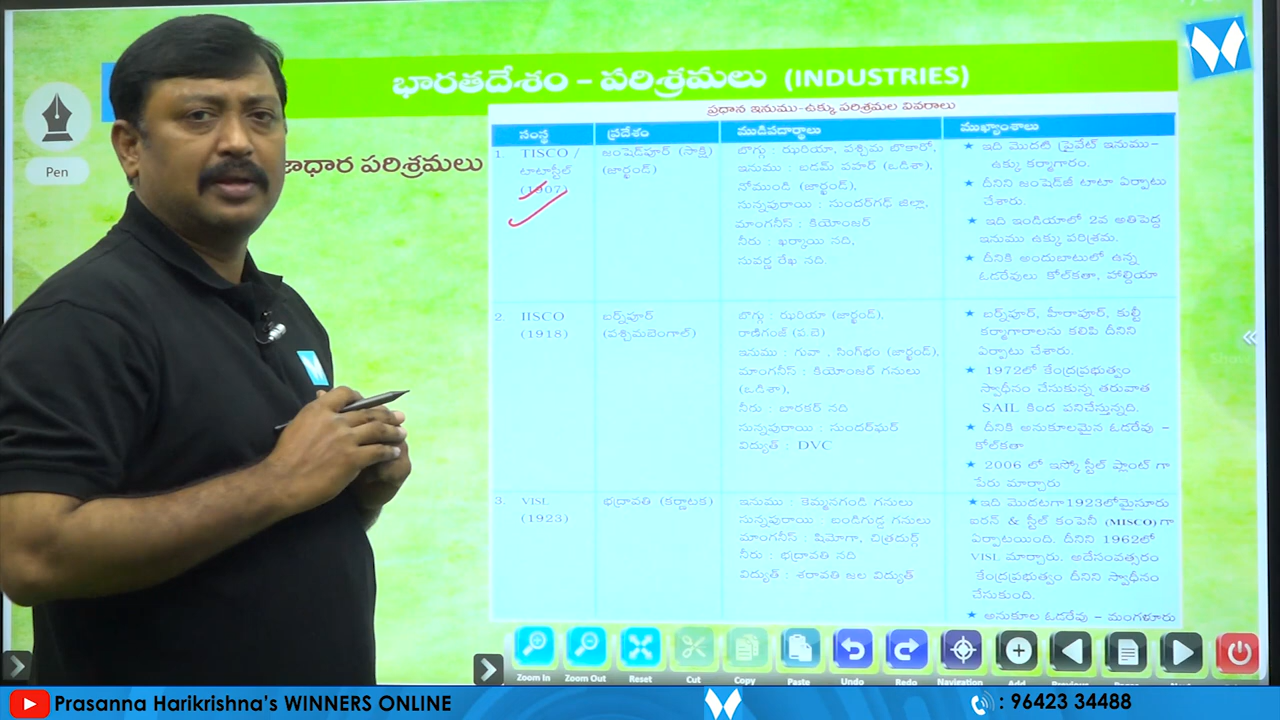 భారతదేశం – పరిశ్రమలు (INDUSTRIES)
ప్రధాన ఇనుము-ఉక్కు పరిశ్రమల వివరాలు
Pen
జాధార పరిశ్రమలు
సంస్థ
ప్రదేశం
ముడిపదార్థాలు
ముఖ్యాంశాలు
1. TISCO /
టాటాస్టీల్
(1907)
జంషెడ్‌పూర్ (సాక్షి)
(జార్ఖండ్)
బొగ్గు : ఝరియా, పశ్చిమ బొకారో,
ఇనుము : బదమ్ పహార్ (ఒడిశా),
నోముండి (జార్ఖండ్),
సున్నపురాయి : సుందర్‌గఢ్ జిల్లా,
మాంగనీస్ : కియోంజర్
నీరు : ఖర్కాయి నది,
సువర్ణ రేఖ నది.
★ ఇది మొదటి ప్రైవేట్ ఇనుము-
ఉక్కు కర్మాగారం.
★ దీనిని జంషెడ్‌జీ టాటా ఏర్పాటు
చేశారు.
★ ఇది ఇండియాలో 2వ అతిపెద్ద
ఇనుము ఉక్కు పరిశ్రమ.
★ దీనికి అందుబాటులో ఉన్న
ఓడరేవులు కోల్‌కతా, హాల్దియా
2. IISCO
(1918)
బర్న్‌పూర్
(పశ్చిమబెంగాల్)
బొగ్గు : ఝరియా (జార్ఖండ్),
రాణిగంజ్ (ప.బె)
ఇనుము : గువా , సింగ్‌భం (జార్ఖండ్),
మాంగనీస్ : కియోంజర్ గనులు
(ఒడిశా),
నీరు : బారకర్ నది
సున్నపురాయి : సుందర్‌ఘర్
విద్యుత్ : DVC
★ బర్న్‌పూర్, హీరాపూర్, కుల్టీ
కర్మాగారాలను కలిపి దీనిని
ఏర్పాటు చేశారు.
★ 1972లో కేంద్రప్రభుత్వం
స్వాధీనం చేసుకున్న తరువాత
SAIL కింద పనిచేస్తున్నది.
★ దీనికి అనుకూలమైన ఓడరేవు –
కోల్‌కతా
★ 2006 లో ఇస్కో స్టీల్ ప్లాంట్ గా
పేరు మార్చారు
3. VISL
(1923)
భద్రావతి (కర్ణాటక)
ఇనుము : కెమ్మనగండి గనులు
సున్నపురాయి : బండిగుడ్డ గనులు
మాంగనీస్ : షిమోగా, చిత్రదుర్గ్
నీరు : భద్రావతి నది
విద్యుత్ : శరావతి జల విద్యుత్
★ఇది మొదటగా1923లోమైసూరు
ఐరన్ & స్టీల్ కంపెనీ (MISCO)గా
ఏర్పాటయింది. దీనిని 1962లో
VISL మార్చారు. అదేసంవత్సరం
కేంద్రప్రభుత్వం దీనిని స్వాధీనం
చేసుకుంది.
★ అనుకూల ఓడరేవు – మంగళూరు
Show
Zoom In Zoom Out Reset Cut Copy Paste Undo Redo Navigation Add
Prasanna Harikrishna's WINNERS ONLINE
: 96423 34488